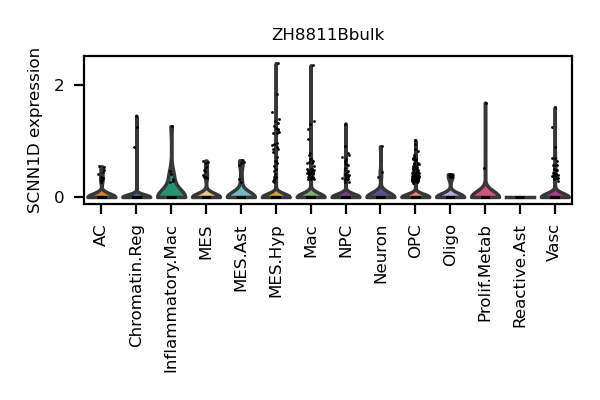 ZH8811Bbulk
SCNN1D expression
2
0
AC
Chromatin.Reg
Inflammatory.Mac
MES
MES.Ast
MES.Hyp
Mac
NPC
Neuron
OPC
Oligo
Prolif.Metab
Reactive.Ast
Vasc